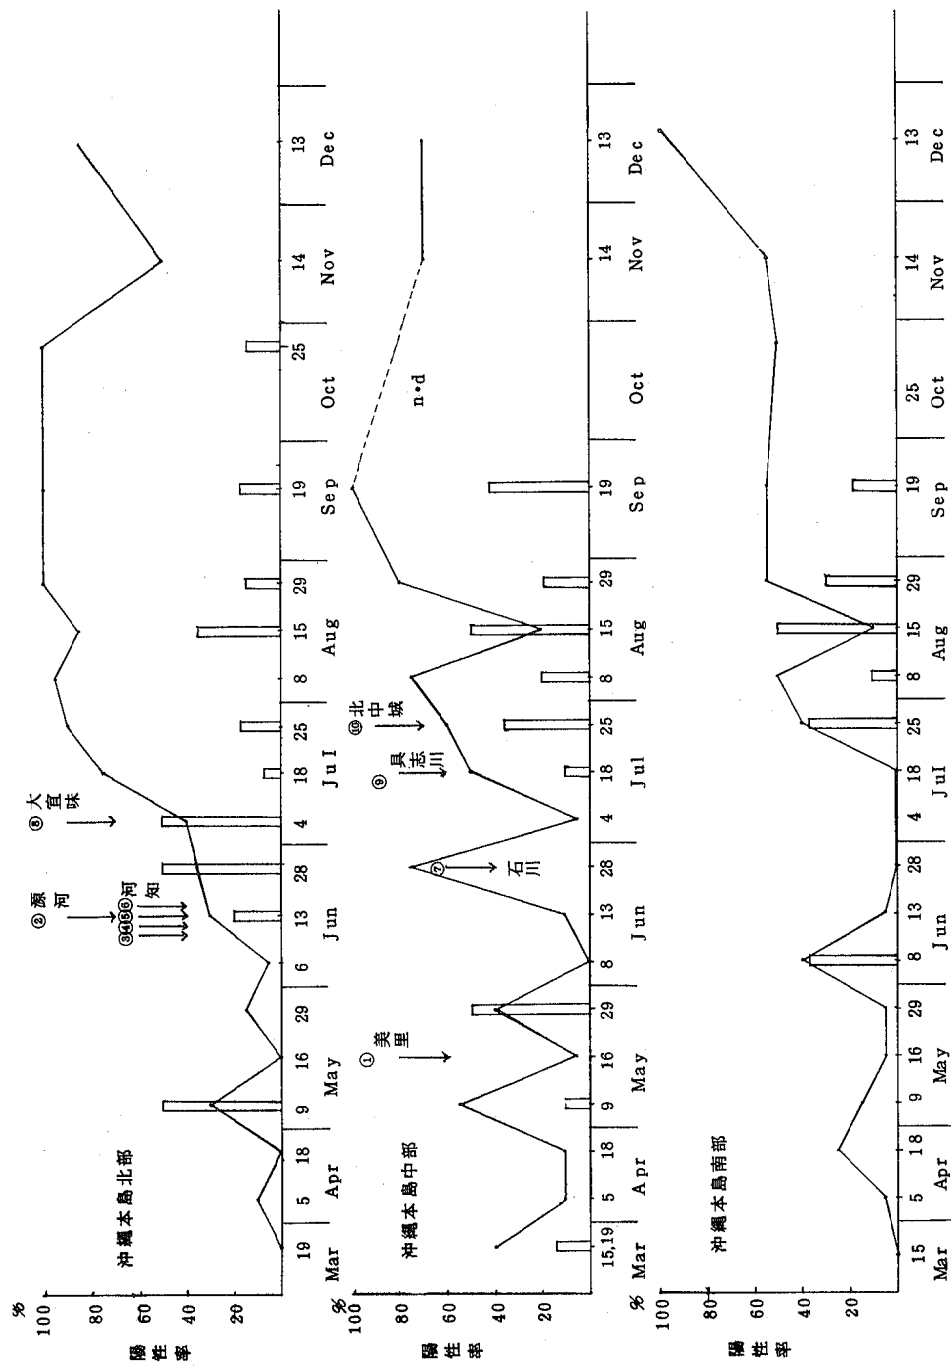 %
100
80
60
40
20
陽性率
沖縄本島北部
②源河
③④⑤⑥河知
⑧大宜味
19 5 18 9 16 29 6 13 28 4 18 25 8 15 29 19 25 14 13
Mar Apr May Jun Jul Aug Sep Oct Nov Dec
%
100
80
60
40
20
陽性率
沖縄本島中部
①美里
⑦石川
⑨具志川
⑩北中城
n・d
15,19 5 18 9 16 29 8 13 28 4 18 25 8 15 29 19 14 13
Mar Apr May Jun Jul Aug Sep Oct Nov Dec
%
100
80
60
40
20
陽性率
沖縄本島南部
15 5 18 9 16 29 8 13 28 4 18 25 8 15 29 19 25 14 13
Mar Apr May Jun Jul Aug Sep Oct Nov Dec